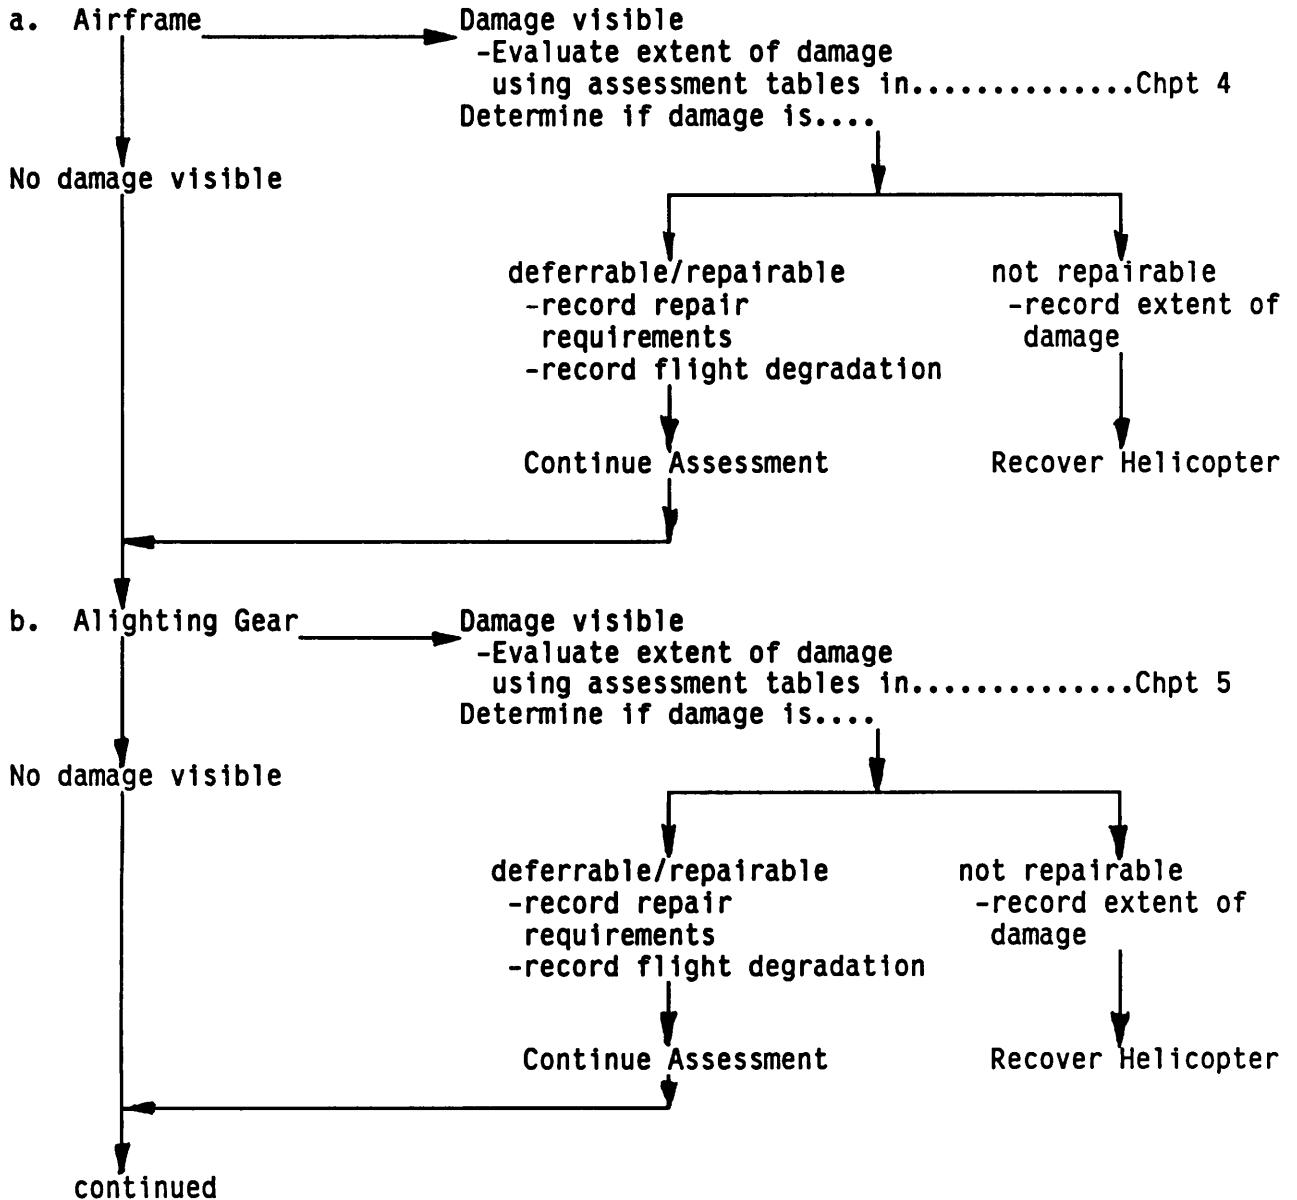 a. Airframe
Damage visible
-Evaluate extent of damage
using assessment tables in..............Chpt 4
Determine if damage is....
No damage visible
deferrable/repairable
-record repair
requirements
-record flight degradation
not repairable
-record extent of
damage
Continue Assessment
Recover Helicopter
b. Alighting Gear
Damage visible
-Evaluate extent of damage
using assessment tables in..............Chpt 5
Determine if damage is....
No damage visible
deferrable/repairable
-record repair
requirements
-record flight degradation
not repairable
-record extent of
damage
Continue Assessment
Recover Helicopter
continued